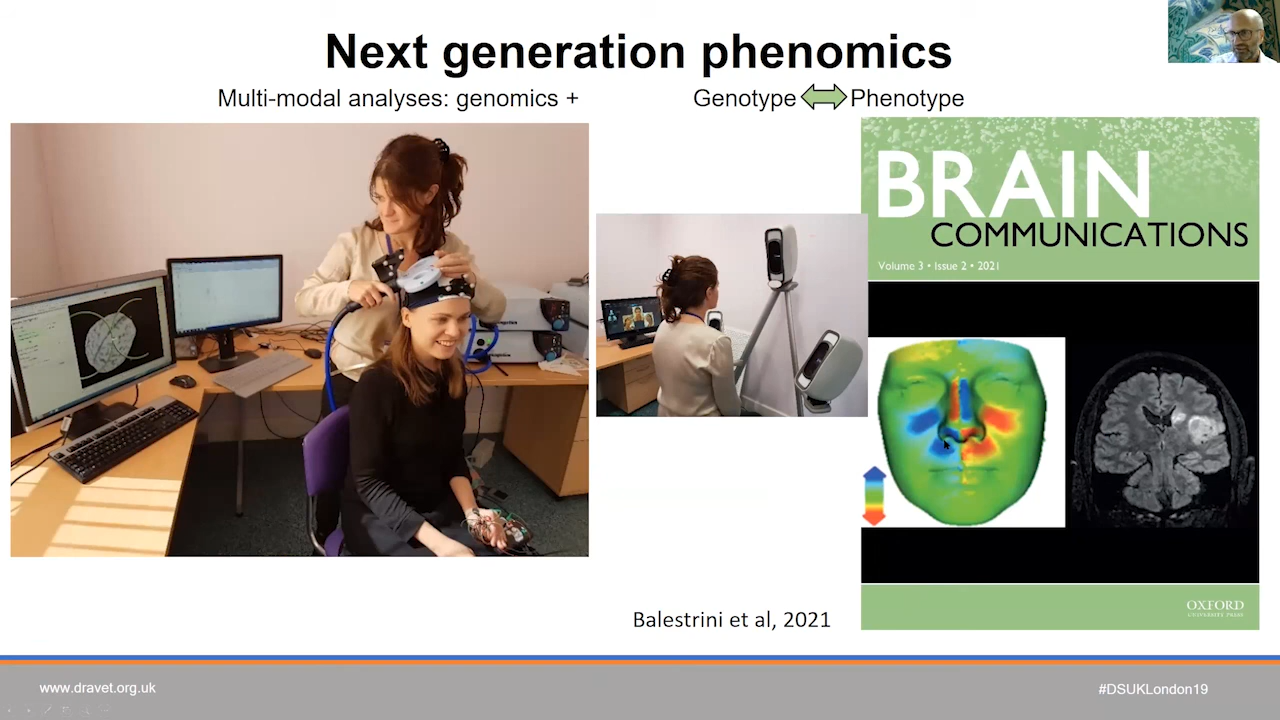 Next generation phenomics
Multi-modal analyses: genomics +
Genotype Phenotype
BRAIN
COMMUNICATIONS
Volume 3 • Issue 2 • 2021
OXFORD
UNIVERSITY PRESS
Balestrini et al, 2021
www.dravet.org.uk
#DSUKLondon19